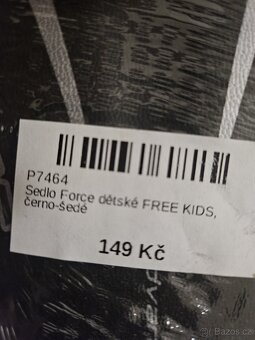 P7464
Sedlo Force dětské FREE KIDS,
černo-šedé
149 Kč